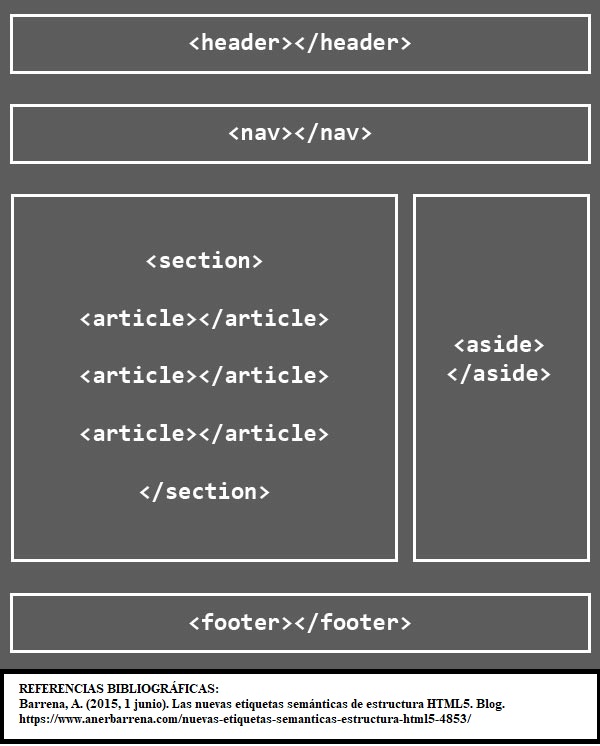 <header></header>
<nav></nav>
<section>
<article></article>
<article></article>
<article></article>
</section>
<aside>
</aside>
<footer></footer>
REFERENCIAS BIBLIOGRÁFICAS:
Barrena, A. (2015, 1 junio). Las nuevas etiquetas semánticas de estructura HTML5. Blog.
https://www.anerbarrena.com/nuevas-etiquetas-semanticas-estructura-html5-4853/